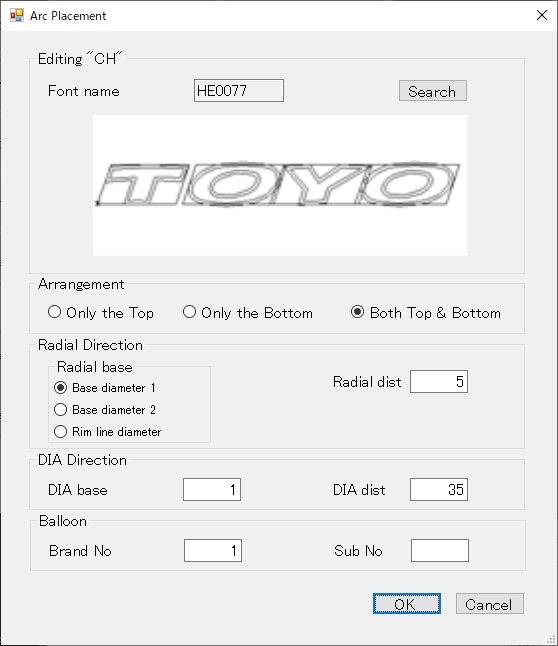 Arc Placement
Editing "CH"
Font name HE0077 Search
TOYO
Arrangement
Only the Top Only the Bottom Both Top & Bottom
Radial Direction
Radial base
Base diameter 1 Radial dist 5
Base diameter 2
Rim line diameter
DIA Direction
DIA base 1 DIA dist 35
Balloon
Brand No 1 Sub No
OK Cancel